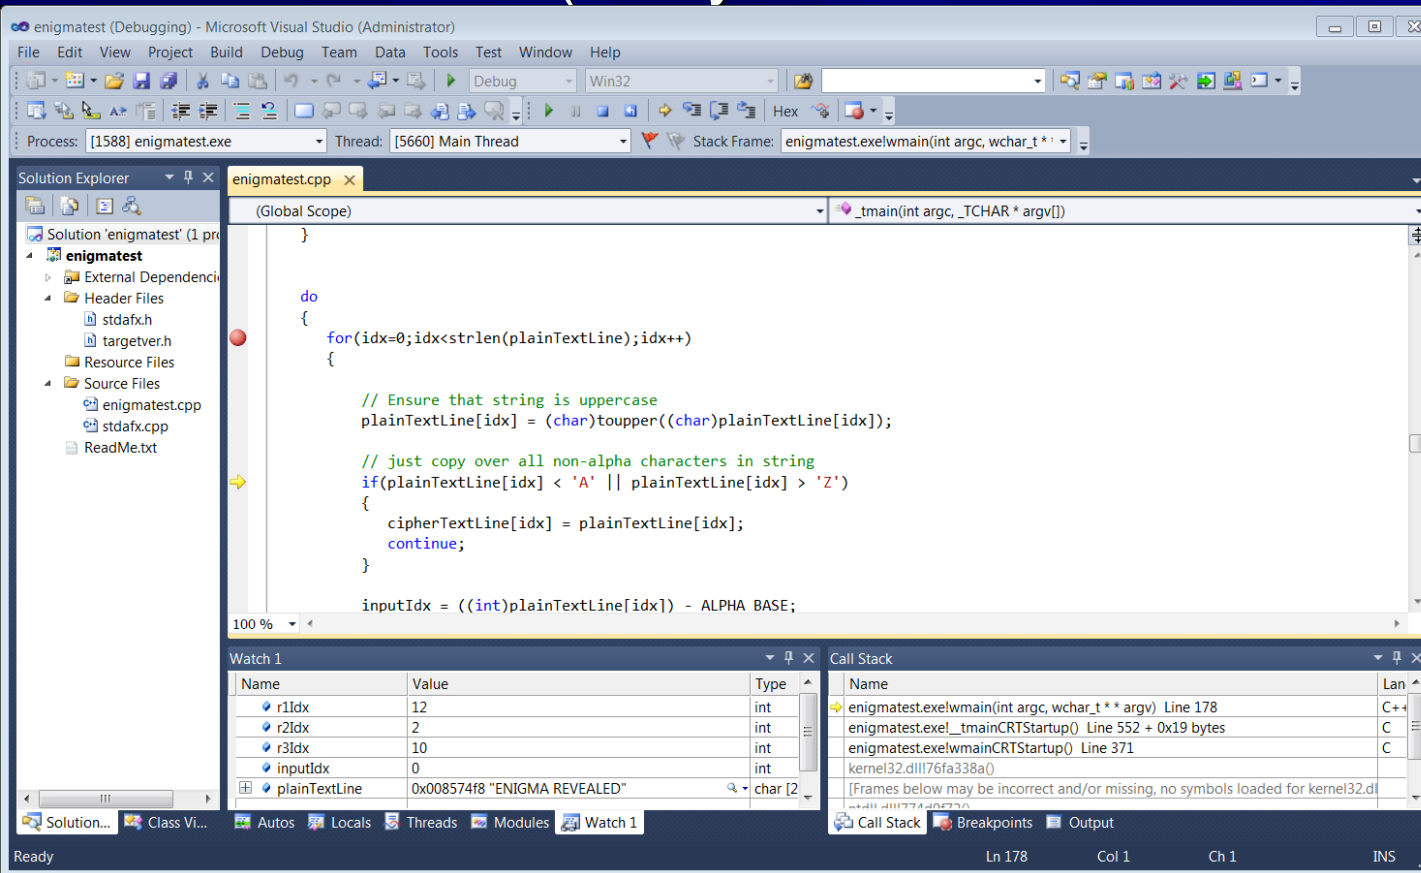 enigmatest (Debugging) - Microsoft Visual Studio (Administrator)
File Edit View Project Build Debug Team Data Tools Test Window Help
Debug Win32
Hex
Process: [1588] enigmatest.exe Thread: [5660] Main Thread Stack Frame: enigmatest.exe!wmain(int argc, wchar_t *
Solution Explorer
enigmatest.cpp
(Global Scope)
_tmain(int argc, _TCHAR * argv[])
Solution 'enigmatest' (1 pro
enigmatest
External Dependenci
Header Files
stdafx.h
targetver.h
Resource Files
Source Files
enigmatest.cpp
stdafx.cpp
ReadMe.txt
}
do
{
for(idx=0;idx<strlen(plainTextLine);idx++)
{
// Ensure that string is uppercase
plainTextLine[idx] = (char)toupper((char)plainTextLine[idx]);
// just copy over all non-alpha characters in string
if(plainTextLine[idx] < 'A' || plainTextLine[idx] > 'Z')
{
cipherTextLine[idx] = plainTextLine[idx];
continue;
}
inputIdx = ((int)plainTextLine[idx]) - ALPHA_BASE;
100 %
Watch 1
Name Value Type
r1Idx 12 int
r2Idx 2 int
r3Idx 10 int
inputIdx 0 int
plainTextLine 0x008574f8 "ENIGMA REVEALED" char [2
Call Stack
Name Lan
enigmatest.exe!wmain(int argc, wchar_t * * argv) Line 178 C++
enigmatest.exe!__tmainCRTStartup() Line 552 + 0x19 bytes C
enigmatest.exe!wmainCRTStartup() Line 371 C
kernel32.dll!76fa338a()
[Frames below may be incorrect and/or missing, no symbols loaded for kernel32.dl
Solution... Class Vi... Autos Locals Threads Modules Watch 1 Call Stack Breakpoints Output
Ready Ln 178 Col 1 Ch 1 INS